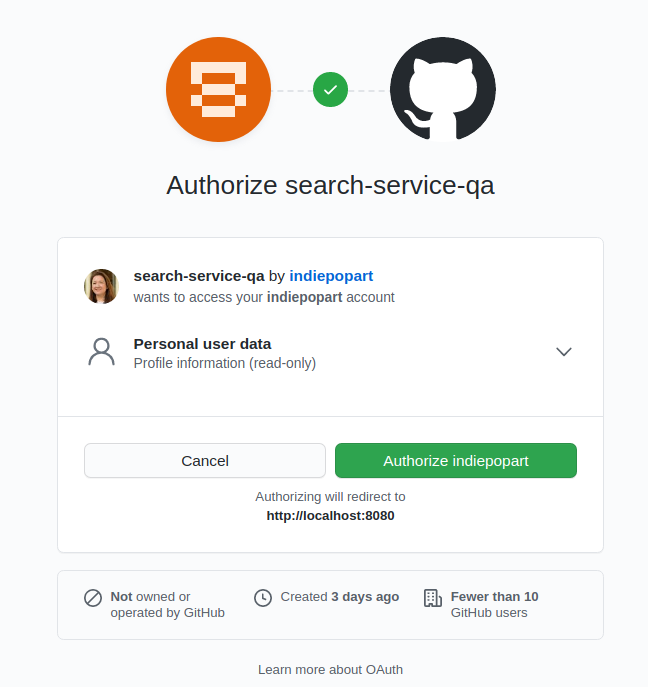 Authorize search-service-qa
search-service-qa by indiepopart
wants to access your indiepopart account
Personal user data
Profile information (read-only)
Cancel
Authorize indiepopart
Authorizing will redirect to
http://localhost:8080
Not owned or
operated by GitHub
Created 3 days ago
Fewer than 10
GitHub users
Learn more about OAuth